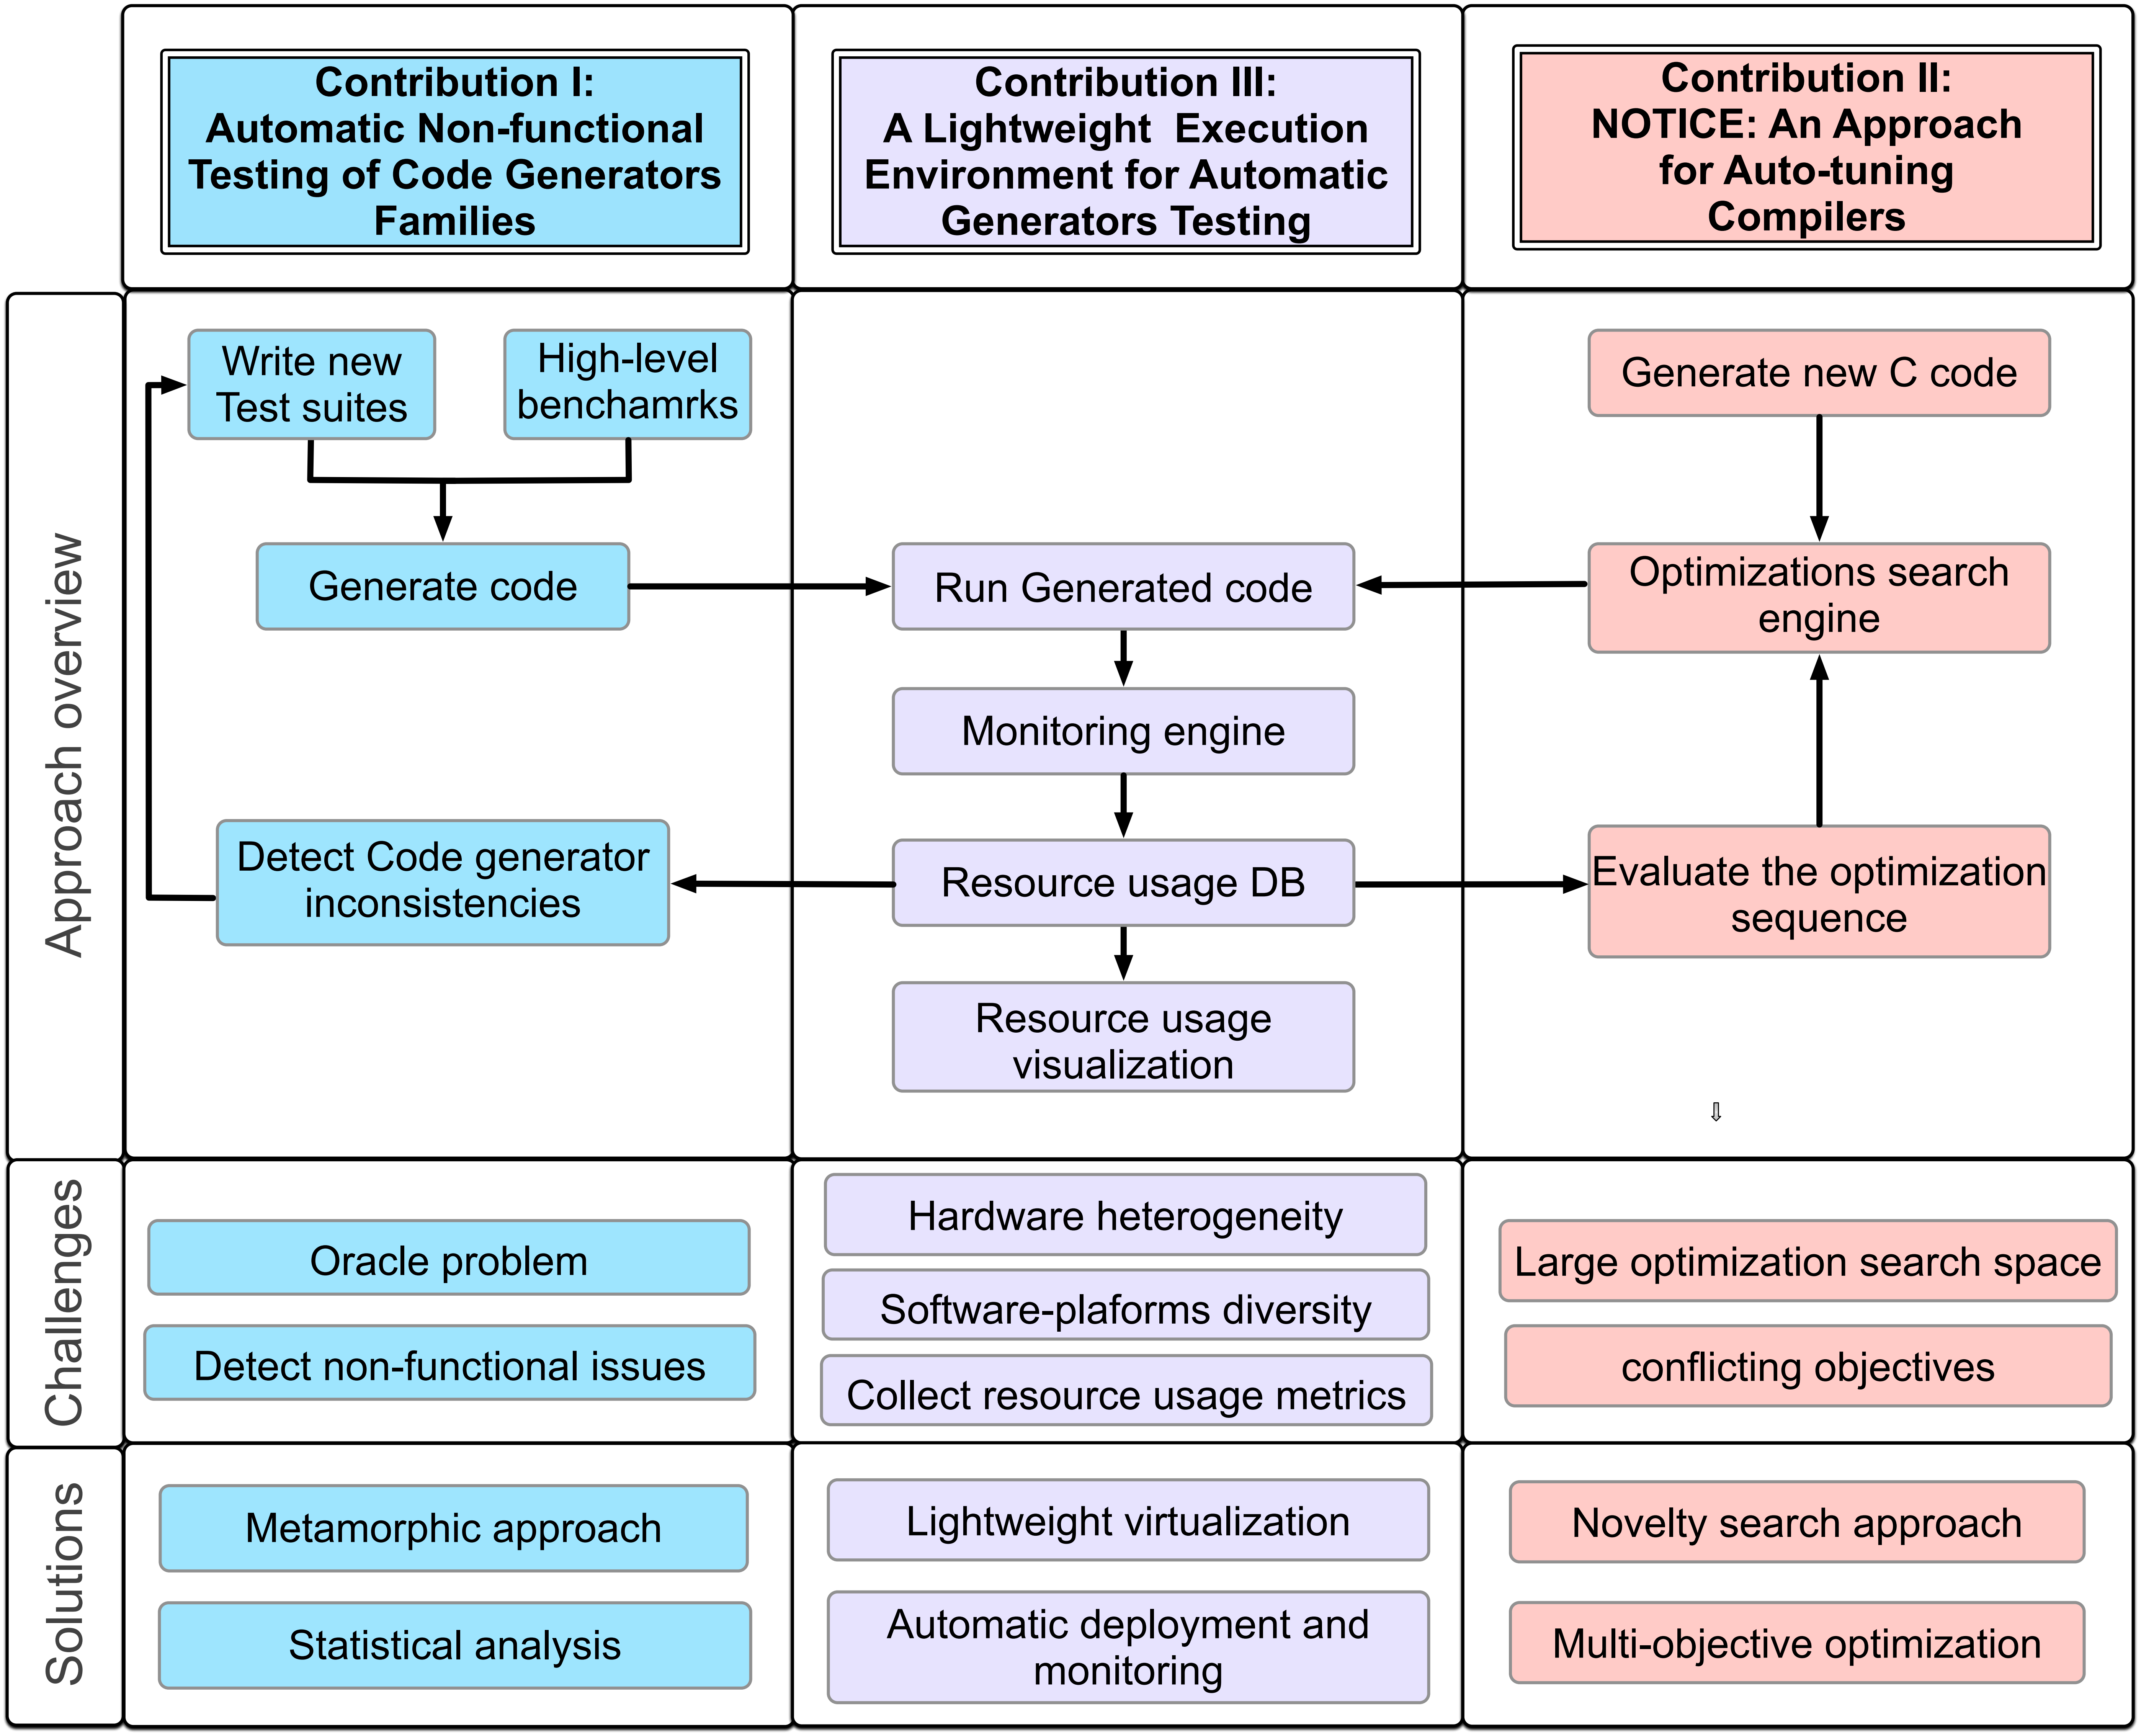 Contribution I:
Automatic Non-functional
Testing of Code Generators
Families
Contribution III:
A Lightweight Execution
Environment for Automatic
Generators Testing
Contribution II:
NOTICE: An Approach
for Auto-tuning
Compilers
Approach overview
Write new
Test suites
High-level
benchamrks
Generate code
Detect Code generator
inconsistencies
Run Generated code
Monitoring engine
Resource usage DB
Resource usage
visualization
Generate new C code
Optimizations search
engine
Evaluate the optimization
sequence
⇩
Challenges
Oracle problem
Detect non-functional issues
Hardware heterogeneity
Software-plaforms diversity
Collect resource usage metrics
Large optimization search space
conflicting objectives
Solutions
Metamorphic approach
Statistical analysis
Lightweight virtualization
Automatic deployment and
monitoring
Novelty search approach
Multi-objective optimization